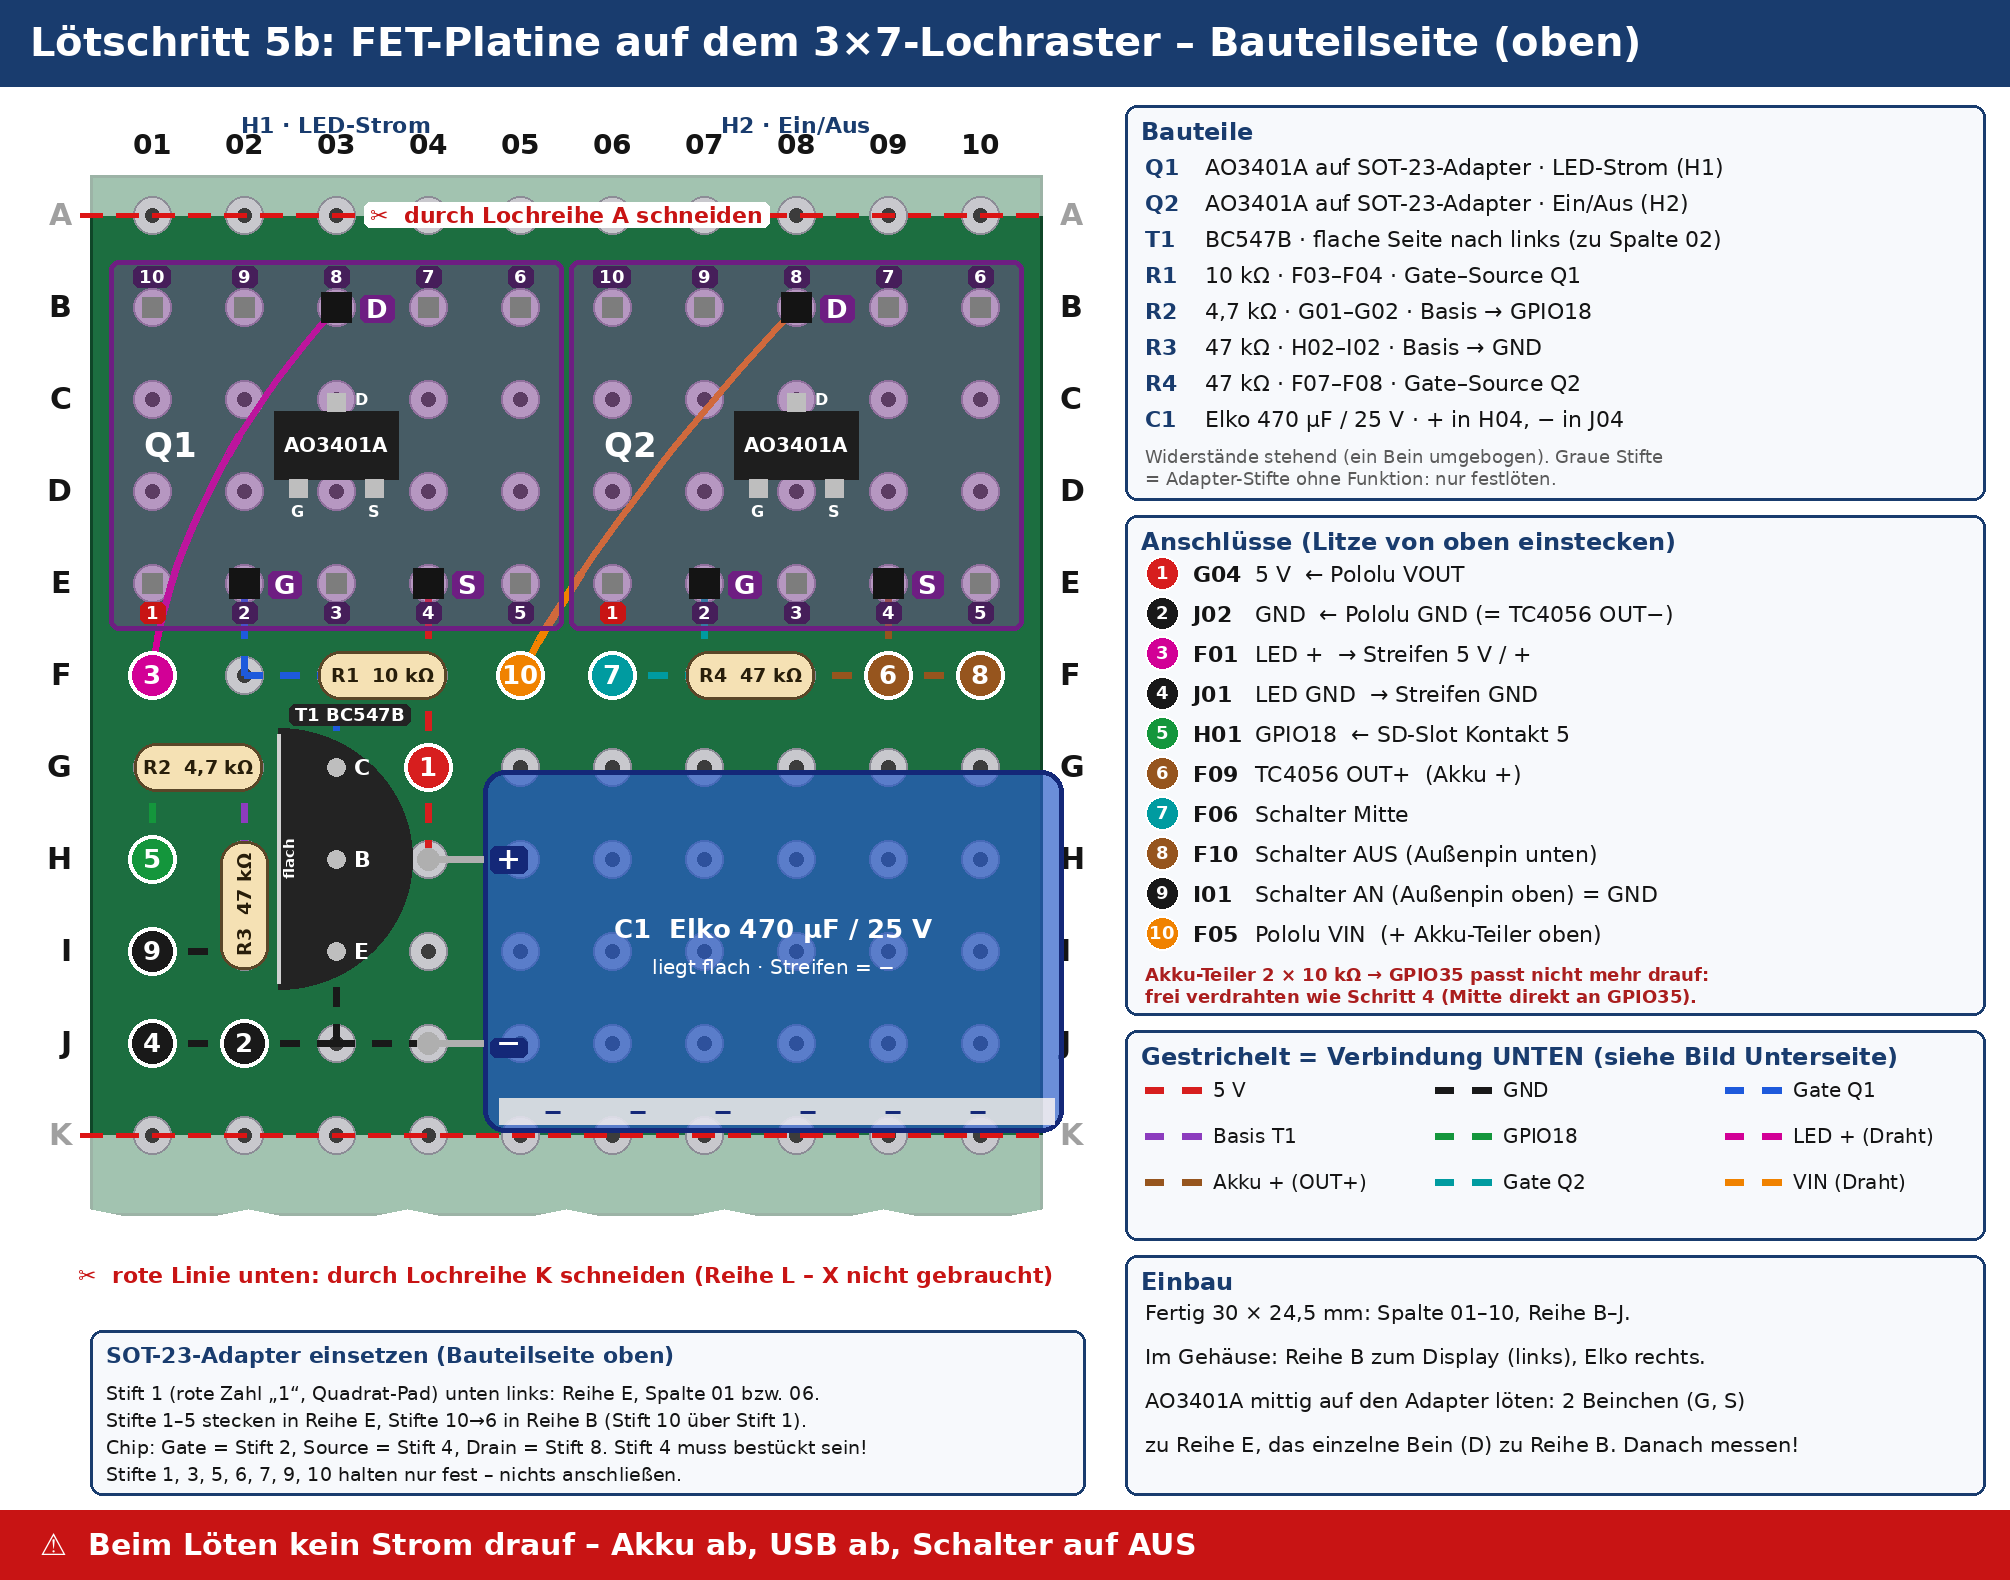 Lötschritt 5b: FET-Platine auf dem 3×7-Lochraster – Bauteilseite (oben)
H1 · LED-Strom
H2 · Ein/Aus
01 02 03 04 05 06 07 08 09 10
A ✂ durch Lochreihe A schneiden A
10 9 8 7 6 10 9 8 7 6
B D D B
C D D C
Q1 AO3401A Q2 AO3401A
D G S G S D
E G S G S E
1 2 3 4 5 1 2 3 4 5
F 3 R1 10 kΩ 10 7 R4 47 kΩ 6 8 F
T1 BC547B
G R2 4,7 kΩ C 1 G
H 5 R3 47 kΩ flach B + H
C1 Elko 470 µF / 25 V
I 9 E I
liegt flach · Streifen = −
J 4 2 − J
− − − − − −
K K
✂ rote Linie unten: durch Lochreihe K schneiden (Reihe L – X nicht gebraucht)
SOT-23-Adapter einsetzen (Bauteilseite oben)
Stift 1 (rote Zahl „1“, Quadrat-Pad) unten links: Reihe E, Spalte 01 bzw. 06.
Stifte 1–5 stecken in Reihe E, Stifte 10→6 in Reihe B (Stift 10 über Stift 1).
Chip: Gate = Stift 2, Source = Stift 4, Drain = Stift 8. Stift 4 muss bestückt sein!
Stifte 1, 3, 5, 6, 7, 9, 10 halten nur fest – nichts anschließen.
Bauteile
Q1 AO3401A auf SOT-23-Adapter · LED-Strom (H1)
Q2 AO3401A auf SOT-23-Adapter · Ein/Aus (H2)
T1 BC547B · flache Seite nach links (zu Spalte 02)
R1 10 kΩ · F03–F04 · Gate–Source Q1
R2 4,7 kΩ · G01–G02 · Basis → GPIO18
R3 47 kΩ · H02–I02 · Basis → GND
R4 47 kΩ · F07–F08 · Gate–Source Q2
C1 Elko 470 µF / 25 V · + in H04, − in J04
Widerstände stehend (ein Bein umgebogen). Graue Stifte
= Adapter-Stifte ohne Funktion: nur festlöten.
Anschlüsse (Litze von oben einstecken)
1 G04 5 V ← Pololu VOUT
2 J02 GND ← Pololu GND (= TC4056 OUT−)
3 F01 LED + → Streifen 5 V / +
4 J01 LED GND → Streifen GND
5 H01 GPIO18 ← SD-Slot Kontakt 5
6 F09 TC4056 OUT+ (Akku +)
7 F06 Schalter Mitte
8 F10 Schalter AUS (Außenpin unten)
9 I01 Schalter AN (Außenpin oben) = GND
10 F05 Pololu VIN (+ Akku-Teiler oben)
Akku-Teiler 2 × 10 kΩ → GPIO35 passt nicht mehr drauf:
frei verdrahten wie Schritt 4 (Mitte direkt an GPIO35).
Gestrichelt = Verbindung UNTEN (siehe Bild Unterseite)
5 V GND Gate Q1
Basis T1 GPIO18 LED + (Draht)
Akku + (OUT+) Gate Q2 VIN (Draht)
Einbau
Fertig 30 × 24,5 mm: Spalte 01–10, Reihe B–J.
Im Gehäuse: Reihe B zum Display (links), Elko rechts.
AO3401A mittig auf den Adapter löten: 2 Beinchen (G, S)
zu Reihe E, das einzelne Bein (D) zu Reihe B. Danach messen!
⚠ Beim Löten kein Strom drauf – Akku ab, USB ab, Schalter auf AUS